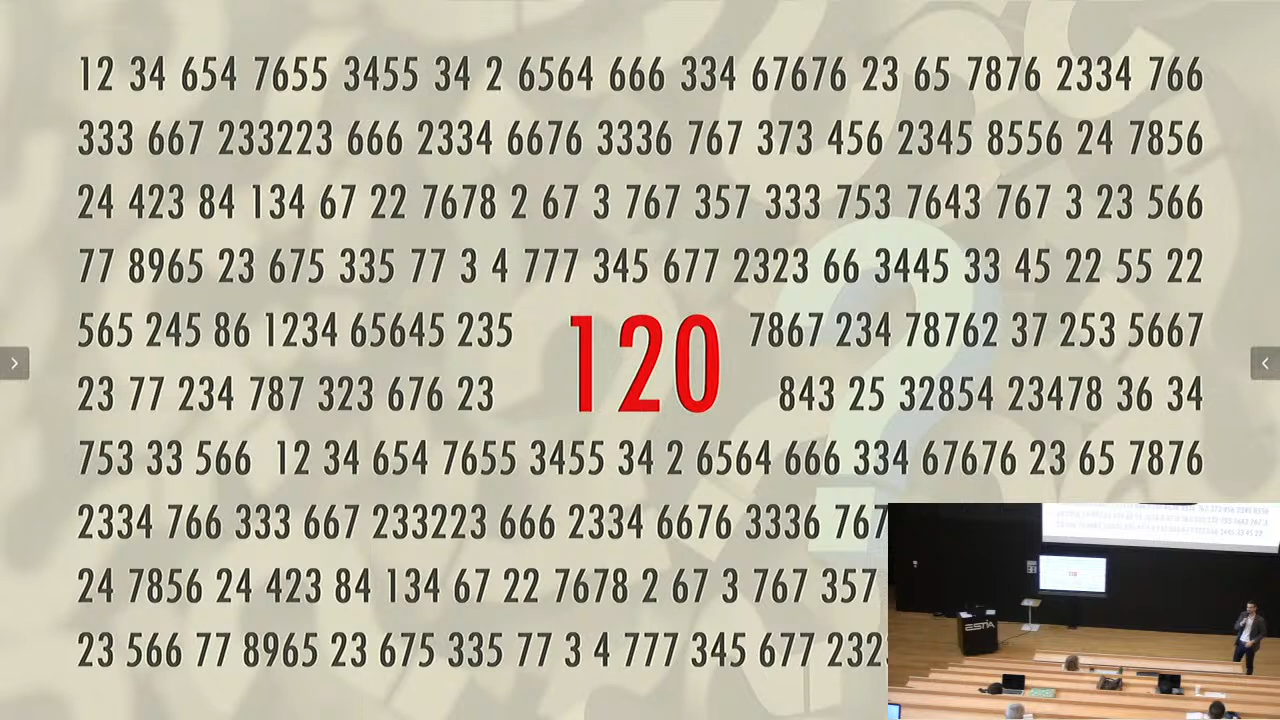 12 34 654 7655 3455 34 2 6564 666 334 67676 23 65 7876 2334 766
333 667 233223 666 2334 6676 3336 767 373 456 2345 8556 24 7856
24 423 84 134 67 22 7678 2 67 3 767 357 333 753 7643 767 3 23 566
77 8965 23 675 335 77 3 4 777 345 677 2323 66 3445 33 45 22 55 22
565 245 86 1234 65645 235
120
7867 234 78762 37 253 5667
23 77 234 787 323 676 23
843 25 32854 23478 36 34
753 33 566 12 34 654 7655 3455 34 2 6564 666 334 67676 23 65 7876
2334 766 333 667 233223 666 2334 6676 3336 767
24 7856 24 423 84 134 67 22 7678 2 67 3 767 357
23 566 77 8965 23 675 335 77 3 4 777 345 677 232
120
ESTIA